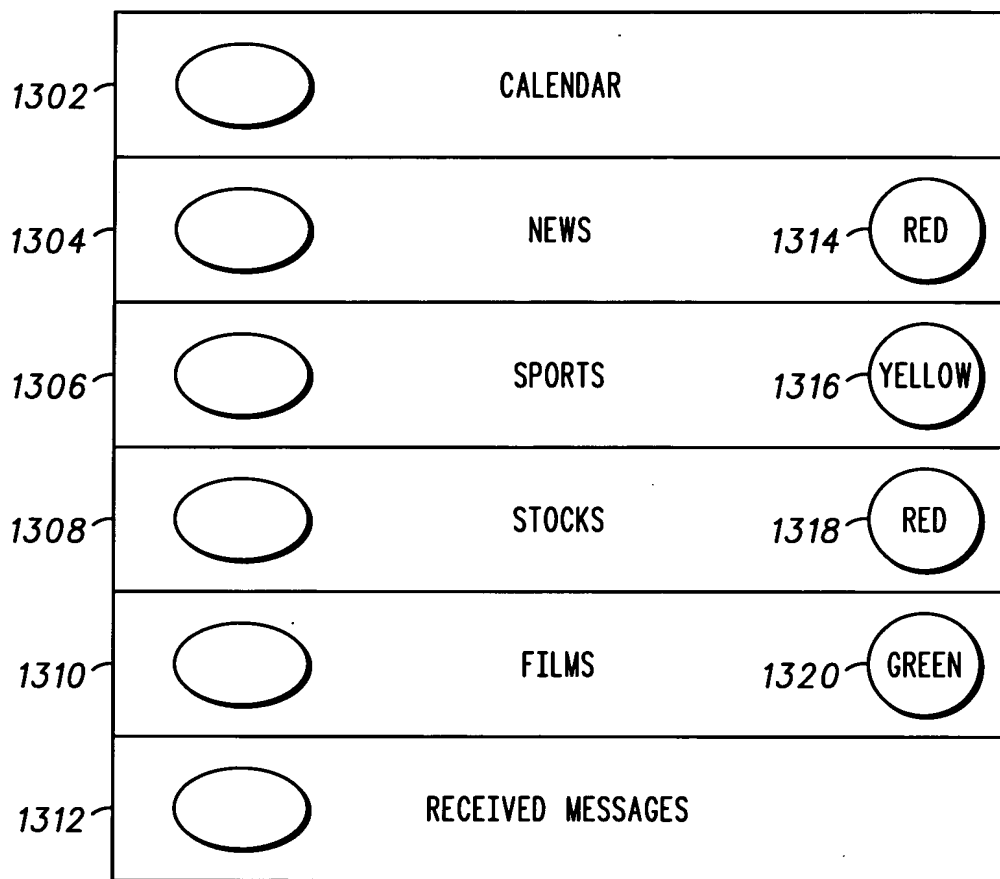 1302 CALENDAR
1304 NEWS 1314 RED
1306 SPORTS 1316 YELLOW
1308 STOCKS 1318 RED
1310 FILMS 1320 GREEN
1312 RECEIVED MESSAGES